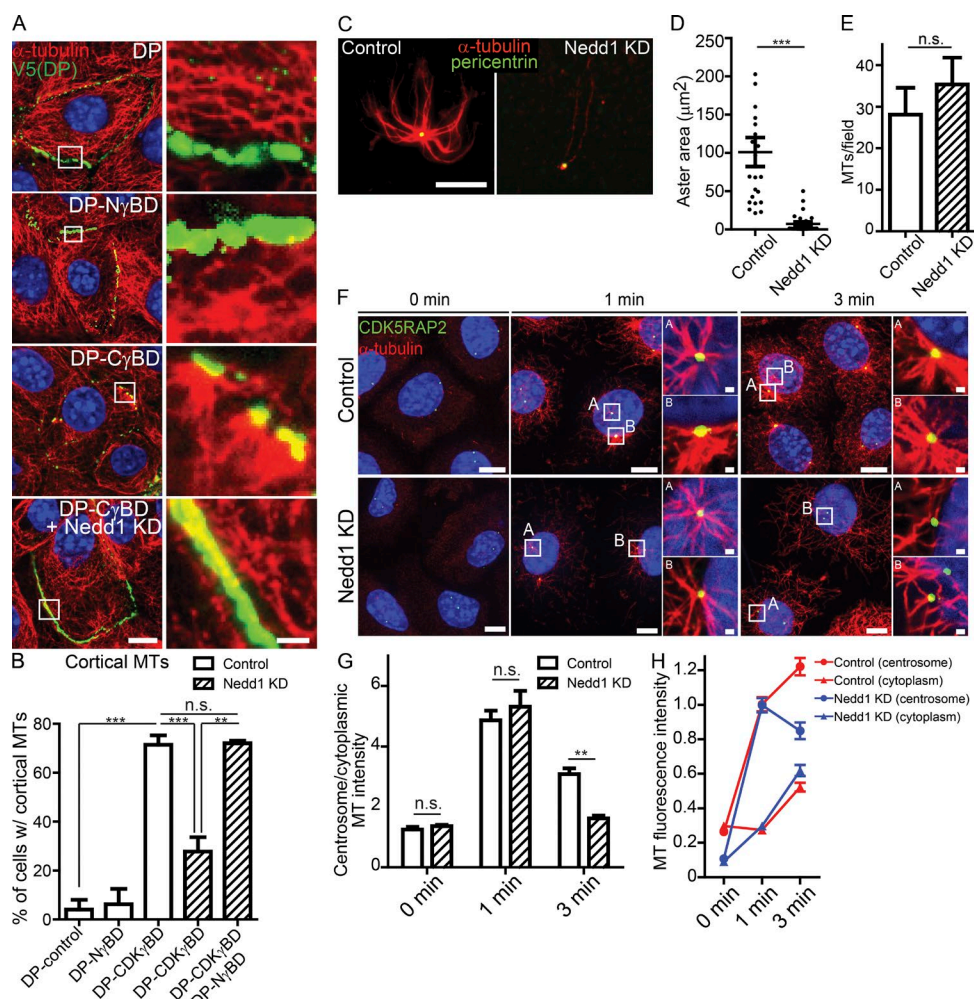 A
α-tubulin
V5(DP)
DP
DP-NγBD
DP-CγBD
DP-CγBD
+ Nedd1 KD
B
Cortical MTs
Control
Nedd1 KD
n.s.
***
***
**
% of cells w/ cortical MTs
80
60
40
20
0
DP-control
DP-NγBD
DP-CDKγBD
DP-CDKγBD
DP-CDKγBD
DP-NγBD
C
Control
α-tubulin
pericentrin
Nedd1 KD
D
***
Aster area (µm²)
250
200
150
100
50
0
Control
Nedd1 KD
E
n.s.
MTs/field
40
30
20
10
0
Control
Nedd1 KD
F
0 min
1 min
3 min
Control
CDK5RAP2
α-tubulin
A
B
A
B
A
B
A
B
Nedd1 KD
A
B
A
B
B
A
A
B
G
Control
Nedd1 KD
Centrosome/cytoplasmic
MT intensity
6
4
2
0
n.s.
n.s.
**
0 min
1 min
3 min
H
MT fluorescence intensity
1.2
1.0
0.8
0.6
0.4
0.2
0
0 min
1 min
3 min
Control (centrosome)
Control (cytoplasm)
Nedd1 KD (centrosome)
Nedd1 KD (cytoplasm)